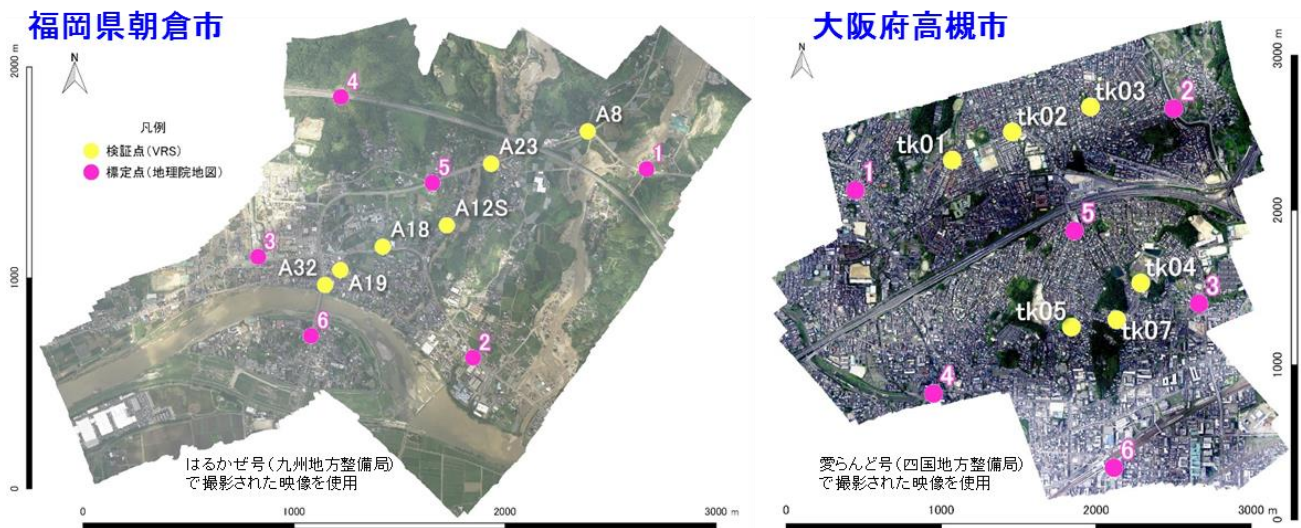 福岡県朝倉市
2000 m
N
凡例
検証点(VRS)
標定点(地理院地図)
4
A8
A23
1
5
A12S
A18
3
A32
A19
1000
6
2
はるかぜ号(九州地方整備局)
で撮影された映像を使用
0
0
1000
2000
3000 m
大阪府高槻市
3000 m
N
tk03
2
tk02
tk01
1
2000
5
tk04
3
tk05
tk07
1000
4
6
愛らんど号(四国地方整備局)
で撮影された映像を使用
0
0
1000
2000
3000 m